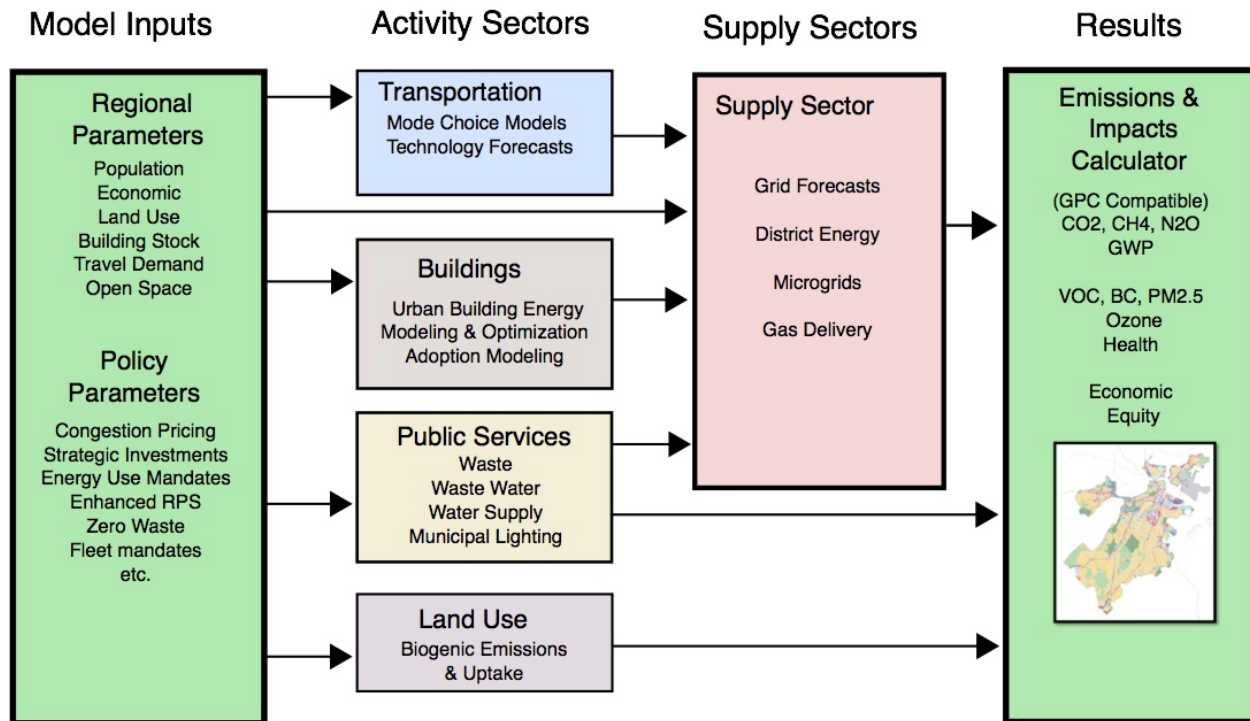 Model Inputs
Activity Sectors
Supply Sectors
Results
Regional
Parameters
Population
Economic
Land Use
Building Stock
Travel Demand
Open Space
Policy
Parameters
Congestion Pricing
Strategic Investments
Energy Use Mandates
Enhanced RPS
Zero Waste
Fleet mandates
etc.
Transportation
Mode Choice Models
Technology Forecasts
Buildings
Urban Building Energy
Modeling & Optimization
Adoption Modeling
Public Services
Waste
Waste Water
Water Supply
Municipal Lighting
Land Use
Biogenic Emissions
& Uptake
Supply Sector
Grid Forecasts
District Energy
Microgrids
Gas Delivery
Emissions &
Impacts
Calculator
(GPC Compatible)
CO2, CH4, N2O
GWP
VOC, BC, PM2.5
Ozone
Health
Economic
Equity